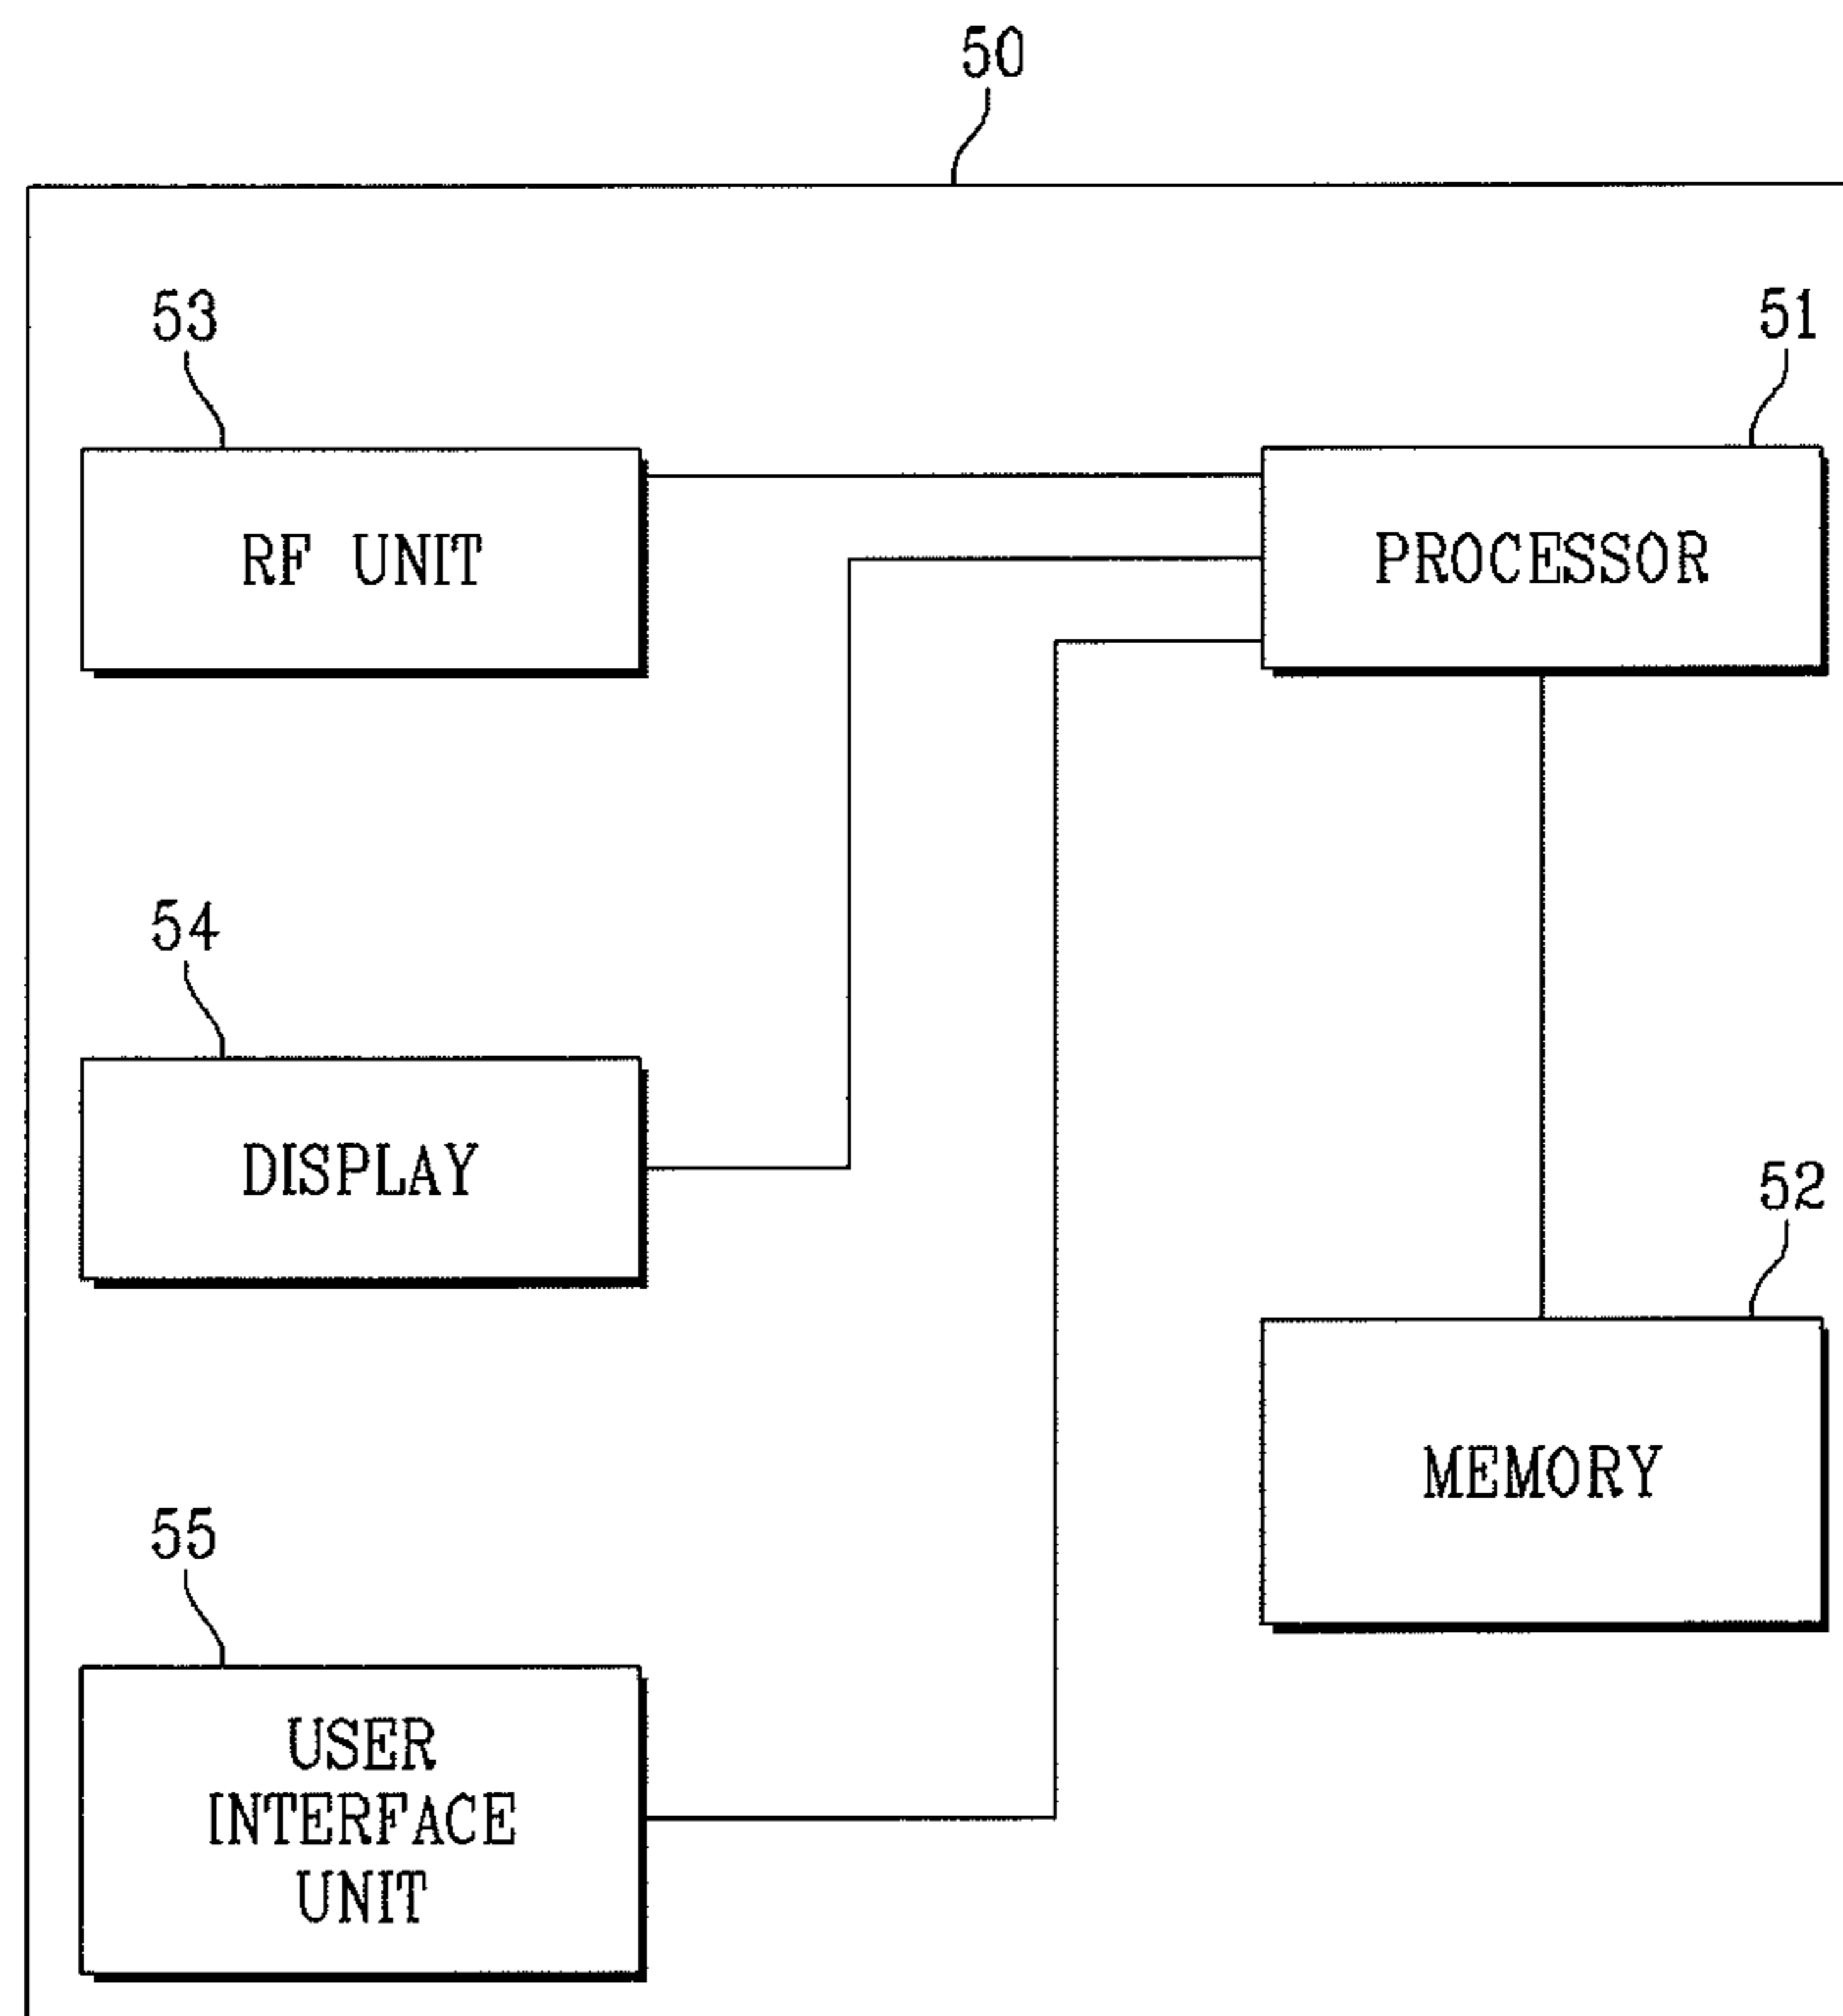 50
53
51
RF UNIT
PROCESSOR
54
DISPLAY
52
MEMORY
55
USER
INTERFACE
UNIT